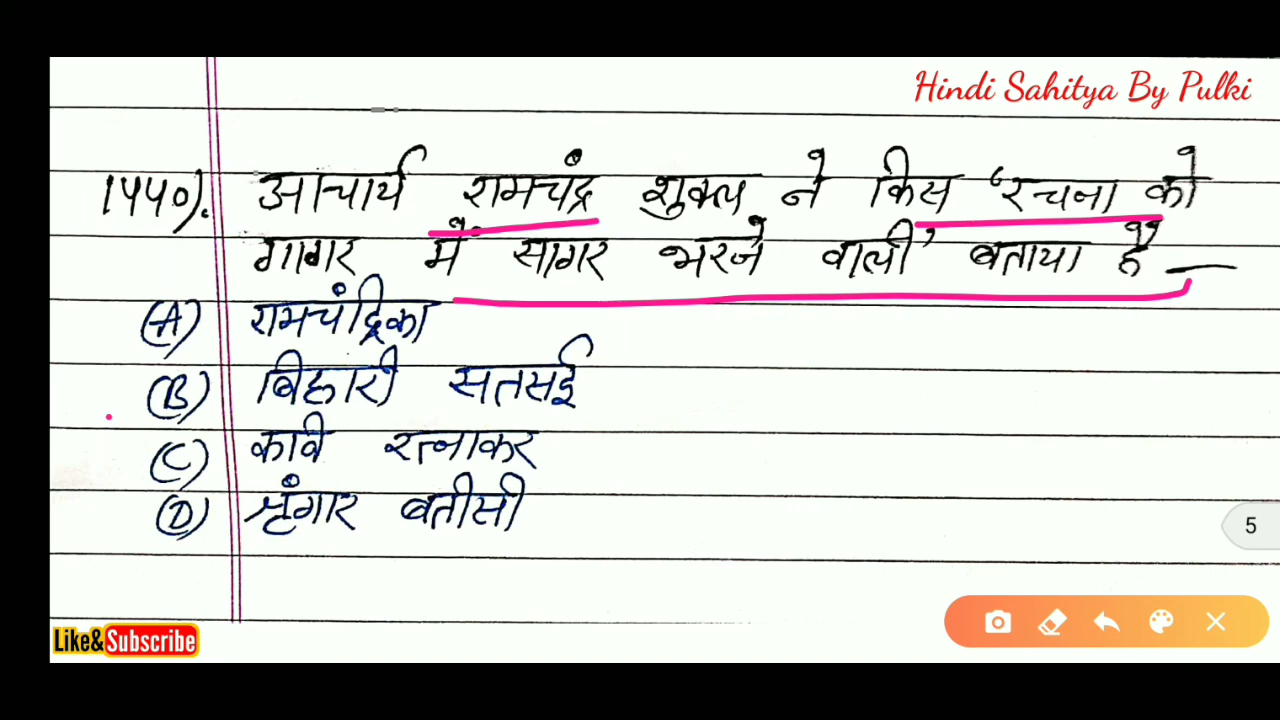 Hindi Sahitya By Pulki
1440). आचार्य रामचंद्र शुक्ल ने किस 'रचना को
गागर में सागर भरने वाली' बताया है —
(A) रामचंद्रिका
(B) बिहारी सतसई
(C) कवि रत्नाकर
(D) श्रृंगार बतीसी
5
Like& Subscribe